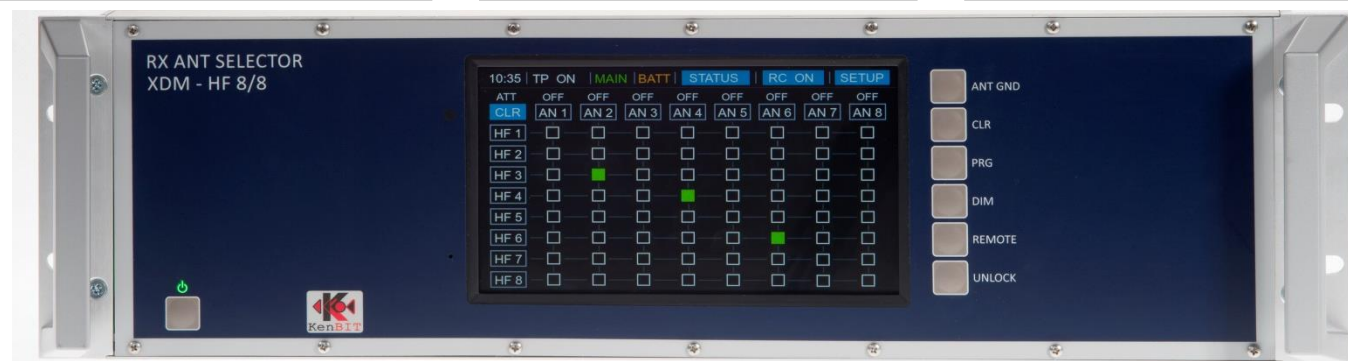 RX ANT SELECTOR
XDM - HF 8/8
10:35 | TP ON | MAIN | BATT | STATUS | RC ON | SETUP
ATT OFF OFF OFF OFF OFF OFF OFF OFF
CLR AN 1 AN 2 AN 3 AN 4 AN 5 AN 6 AN 7 AN 8
HF 1
HF 2
HF 3
HF 4
HF 5
HF 6
HF 7
HF 8
ANT GND
CLR
PRG
DIM
REMOTE
UNLOCK
K
KenBIT